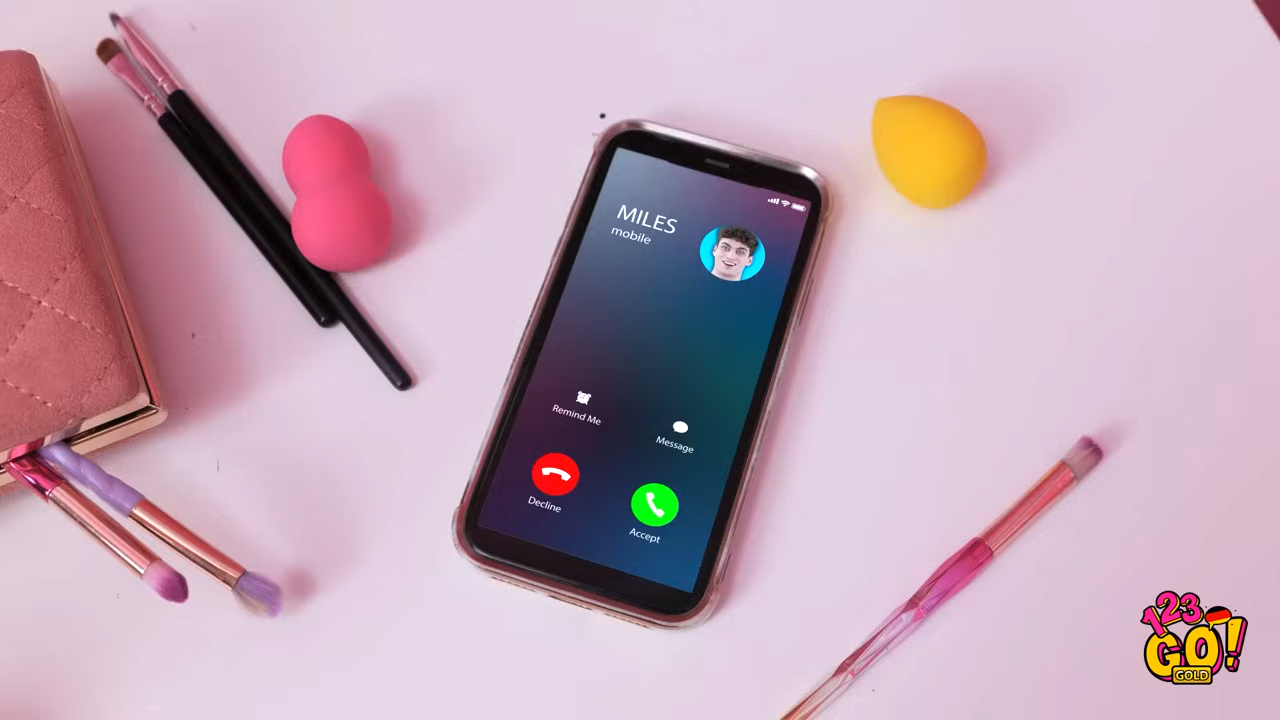 MILES
mobile
Remind Me
Message
Decline
Accept
123
GO!
GOLD